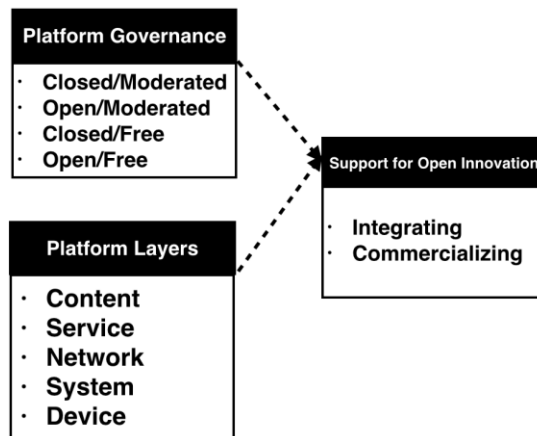 Platform Governance
· Closed/Moderated
· Open/Moderated
· Closed/Free
· Open/Free
Support for Open Innovation
· Integrating
· Commercializing
Platform Layers
· Content
· Service
· Network
· System
· Device